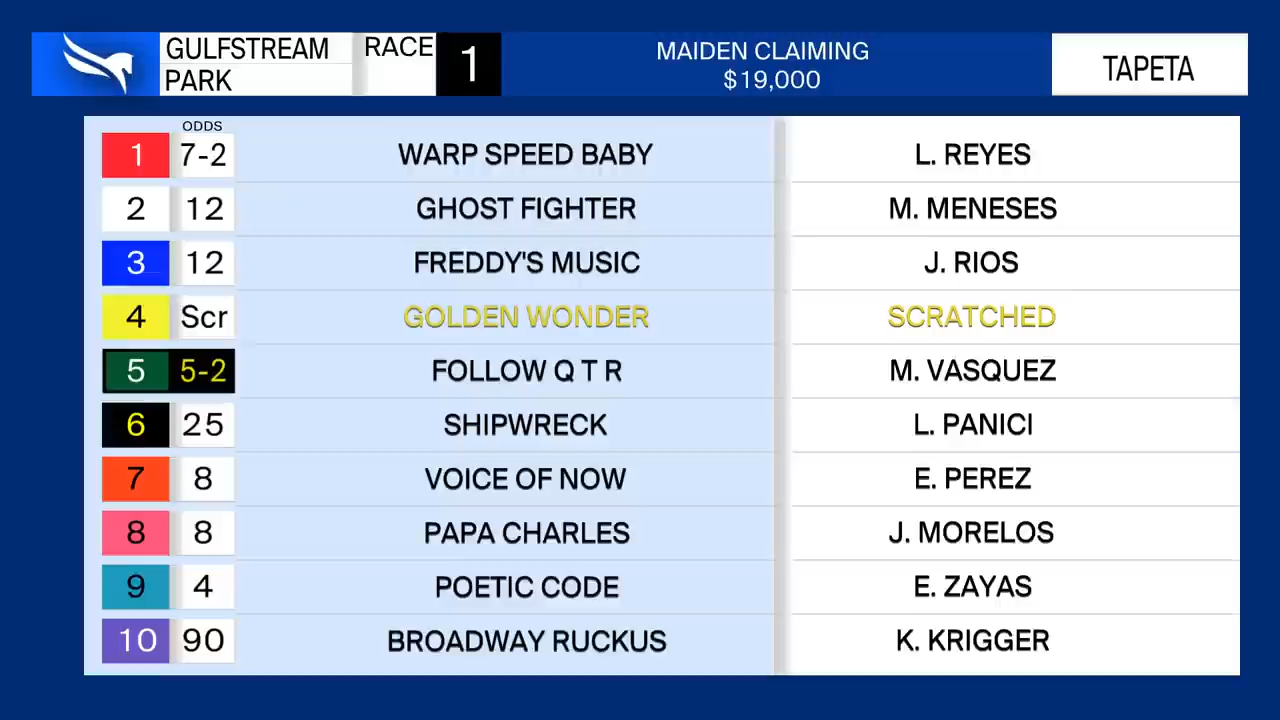 GULFSTREAM PARK RACE 1 MAIDEN CLAIMING $19,000 TAPETA
ODDS
1 7-2 WARP SPEED BABY L. REYES
2 12 GHOST FIGHTER M. MENESES
3 12 FREDDY'S MUSIC J. RIOS
4 Scr GOLDEN WONDER SCRATCHED
5 5-2 FOLLOW Q T R M. VASQUEZ
6 25 SHIPWRECK L. PANICI
7 8 VOICE OF NOW E. PEREZ
8 8 PAPA CHARLES J. MORELOS
9 4 POETIC CODE E. ZAYAS
10 90 BROADWAY RUCKUS K. KRIGGER